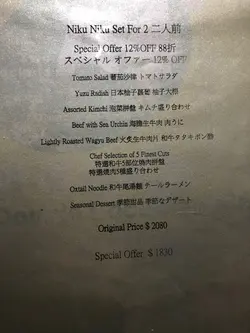 Niku Niku Set For 2 二人前
Special Offer 12%OFF 88折
スペシャル オファー 12% OFF
Tomato Salad 蕃茄沙律 トマトサラダ
Yuzu Radish 日本柚子蘿蔔 柚子大根
Assorted Kimchi 泡菜拼盤 キムチ盛り合わせ
Beef with Sea Urchin 海膽生牛肉 肉うに
Lightly Roasted Wagyu Beef 火炙生牛肉片 和牛タタキポン酢
Chef Selection of 5 Finest Cuts
特選和牛5部位燒肉拼盤
特選焼肉5種盛り合わせ
Oxtail Noodle 和牛尾湯麵 テールラーメン
Seasonal Dessert 季節甜品 季節なデザート
Original Price $ 2080
Special Offer $ 1830